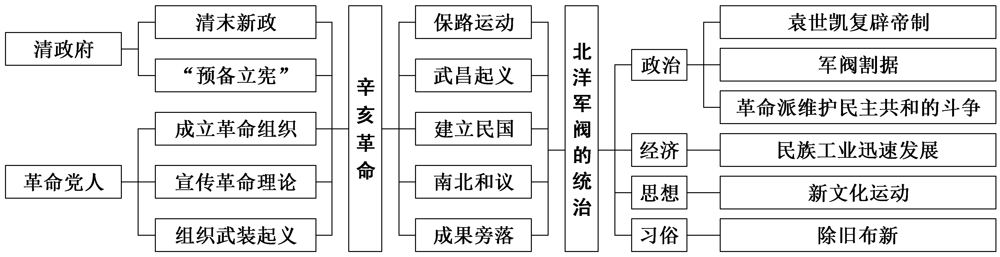 清政府
清末新政
“预备立宪”
革命党人
成立革命组织
宣传革命理论
组织武装起义
辛亥革命
保路运动
武昌起义
建立民国
南北和议
成果旁落
北洋军阀的统治
政治
袁世凯复辟帝制
军阀割据
革命派维护民主共和的斗争
经济
民族工业迅速发展
思想
新文化运动
习俗
除旧布新